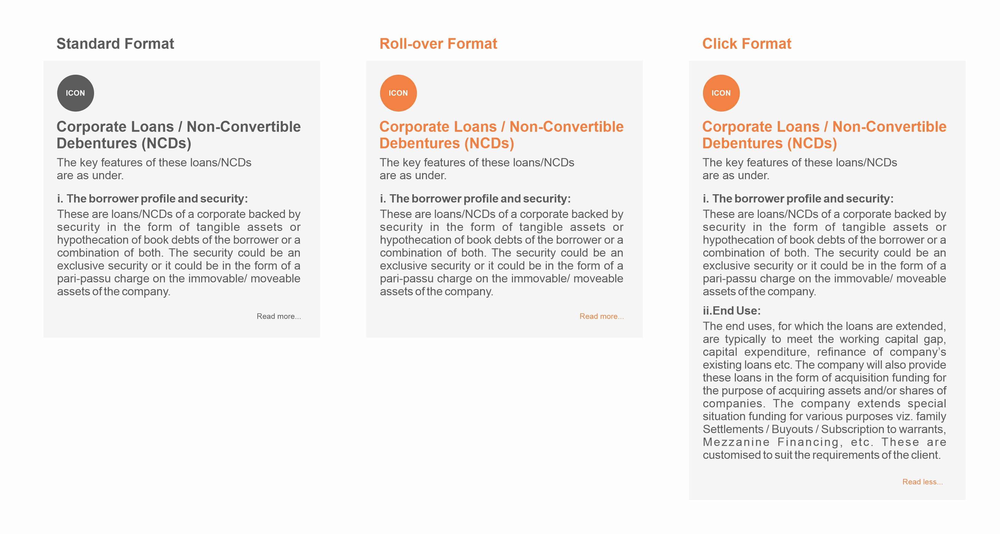 Standard Format
ICON
Corporate Loans / Non-Convertible
Debentures (NCDs)
The key features of these loans/NCDs
are as under.
i. The borrower profile and security:
These are loans/NCDs of a corporate backed by
security in the form of tangible assets or
hypothecation of book debts of the borrower or a
combination of both. The security could be an
exclusive security or it could be in the form of a
pari-passu charge on the immovable/ moveable
assets of the company.
Read more...
Roll-over Format
ICON
Corporate Loans / Non-Convertible
Debentures (NCDs)
The key features of these loans/NCDs
are as under.
i. The borrower profile and security:
These are loans/NCDs of a corporate backed by
security in the form of tangible assets or
hypothecation of book debts of the borrower or a
combination of both. The security could be an
exclusive security or it could be in the form of a
pari-passu charge on the immovable/ moveable
assets of the company.
Read more...
Click Format
ICON
Corporate Loans / Non-Convertible
Debentures (NCDs)
The key features of these loans/NCDs
are as under.
i. The borrower profile and security:
These are loans/NCDs of a corporate backed by
security in the form of tangible assets or
hypothecation of book debts of the borrower or a
combination of both. The security could be an
exclusive security or it could be in the form of a
pari-passu charge on the immovable/ moveable
assets of the company.
ii.End Use:
The end uses, for which the loans are extended,
are typically to meet the working capital gap,
capital expenditure, refinance of company’s
existing loans etc. The company will also provide
these loans in the form of acquisition funding for
the purpose of acquiring assets and/or shares of
companies. The company extends special
situation funding for various purposes viz. family
Settlements / Buyouts / Subscription to warrants,
Mezzanine Financing, etc. These are
customised to suit the requirements of the client.
Read less...